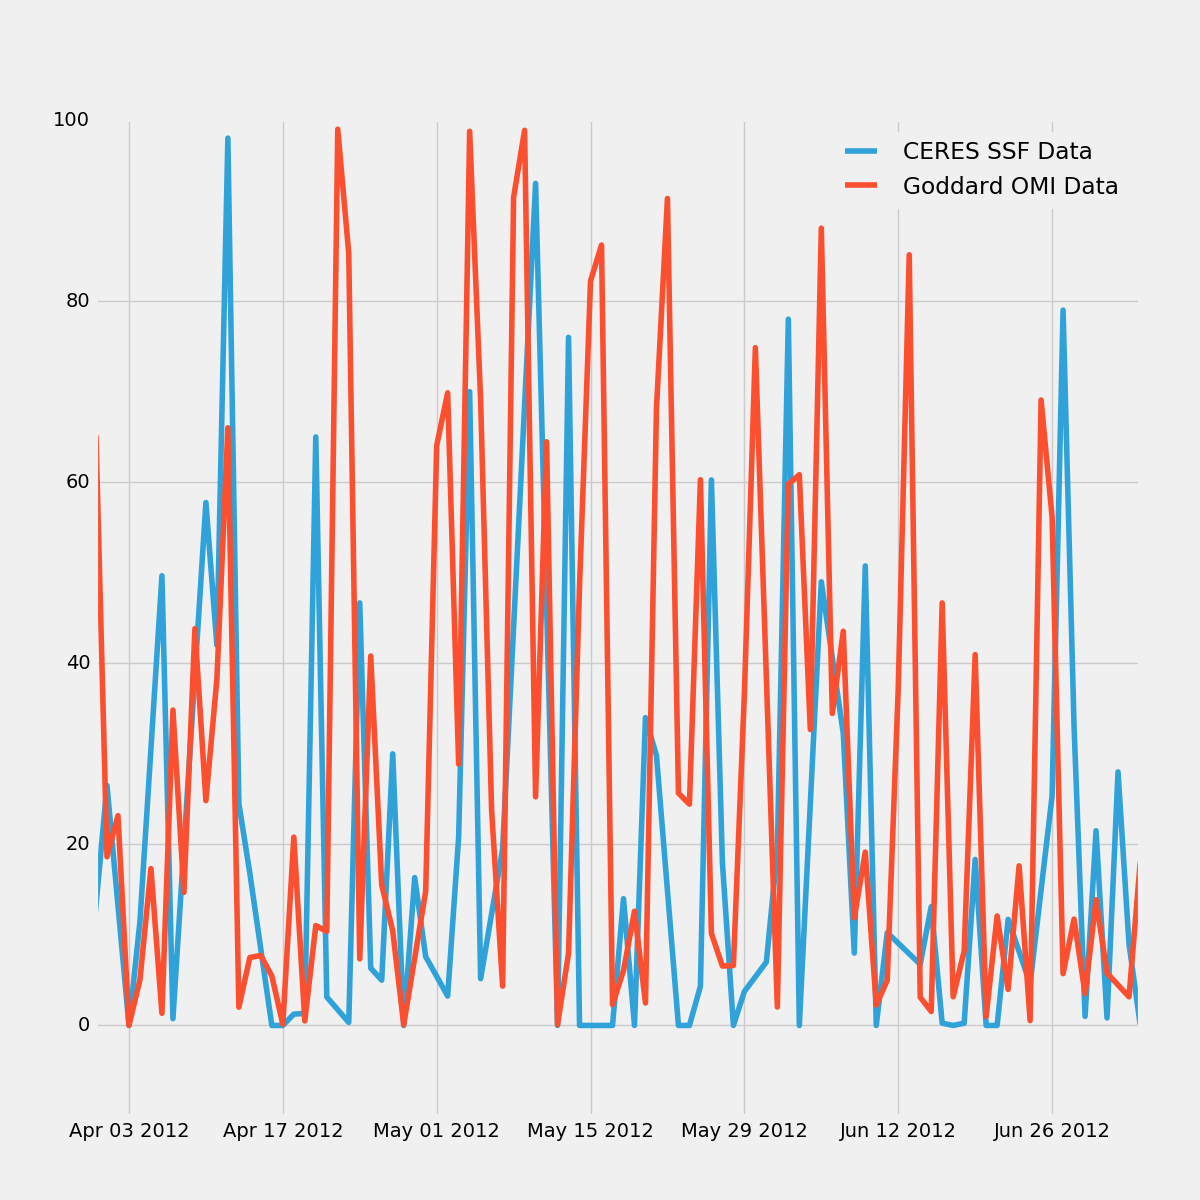 100
80
60
40
20
0
CERES SSF Data
Goddard OMI Data
Apr 03 2012
Apr 17 2012
May 01 2012
May 15 2012
May 29 2012
Jun 12 2012
Jun 26 2012